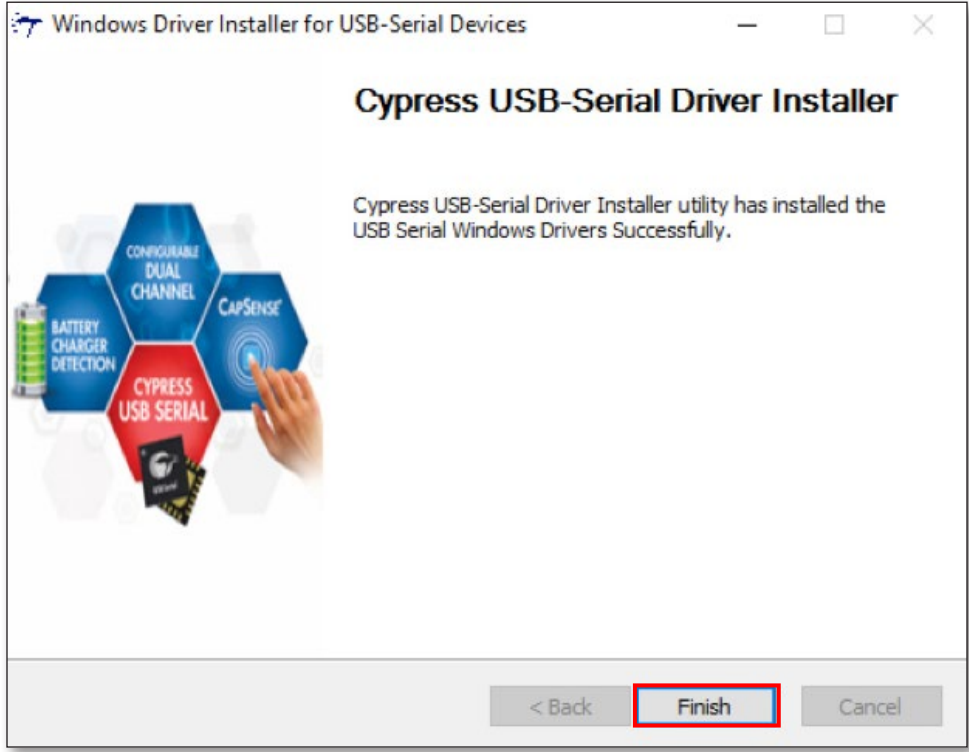 Windows Driver Installer for USB-Serial Devices
Cypress USB-Serial Driver Installer
Cypress USB-Serial Driver Installer utility has installed the
USB Serial Windows Drivers Successfully.
CONFIGURABLE
DUAL
CHANNEL
CAPSENSE
BATTERY
CHARGER
DETECTION
CYPRESS
USB SERIAL
< Back
Finish
Cancel